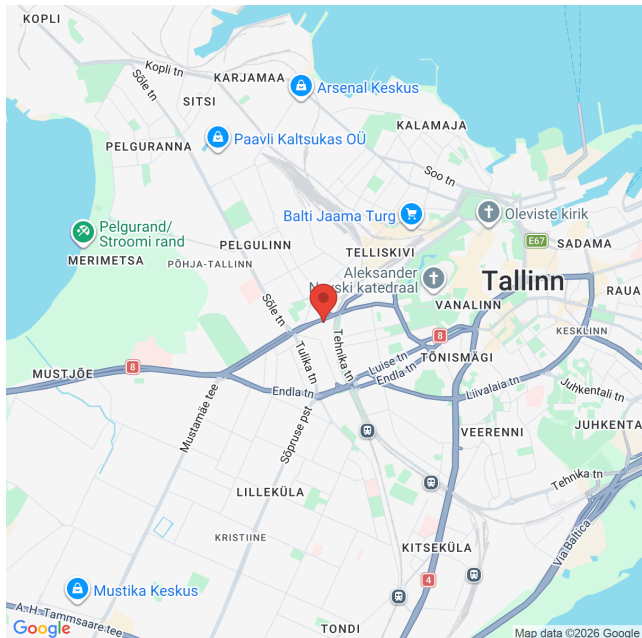 KOPLI
Kopli tn
KARJAMAA
Sõle tn
SITSI
Arsenal Keskus
KALAMAJA
Paavli Kaltsukas OÜ
PELGURANNA
Soo tn
Balti Jaama Turg
Oleviste kirik
Pelgurand/
Stroomi rand
MERIMETSA
PELGULINN
TELLISKIVI
E67
SADAMA
PÕHJA-TALLINN
Aleksander
Nevski katedraal
Tallinn
RAUA
VANALINN
Sõle tn
KESKLINN
8
Tehnika tn
Tulika tn
TÕNISMÄGI
Luise tn
Endla tn
MUSTJÕE
8
Mustamäe tee
Endla tn
Liivalaia tn
Juhkentali tn
Sõpruse pst
VEERENNI
JUHKENTA
Tehnika tn
LILLEKÜLA
KRISTIINE
KITSEKÜLA
Via Baltica
4
Mustika Keskus
A. H. Tammsaare tee
TONDI
Google
Map data ©2026 Google